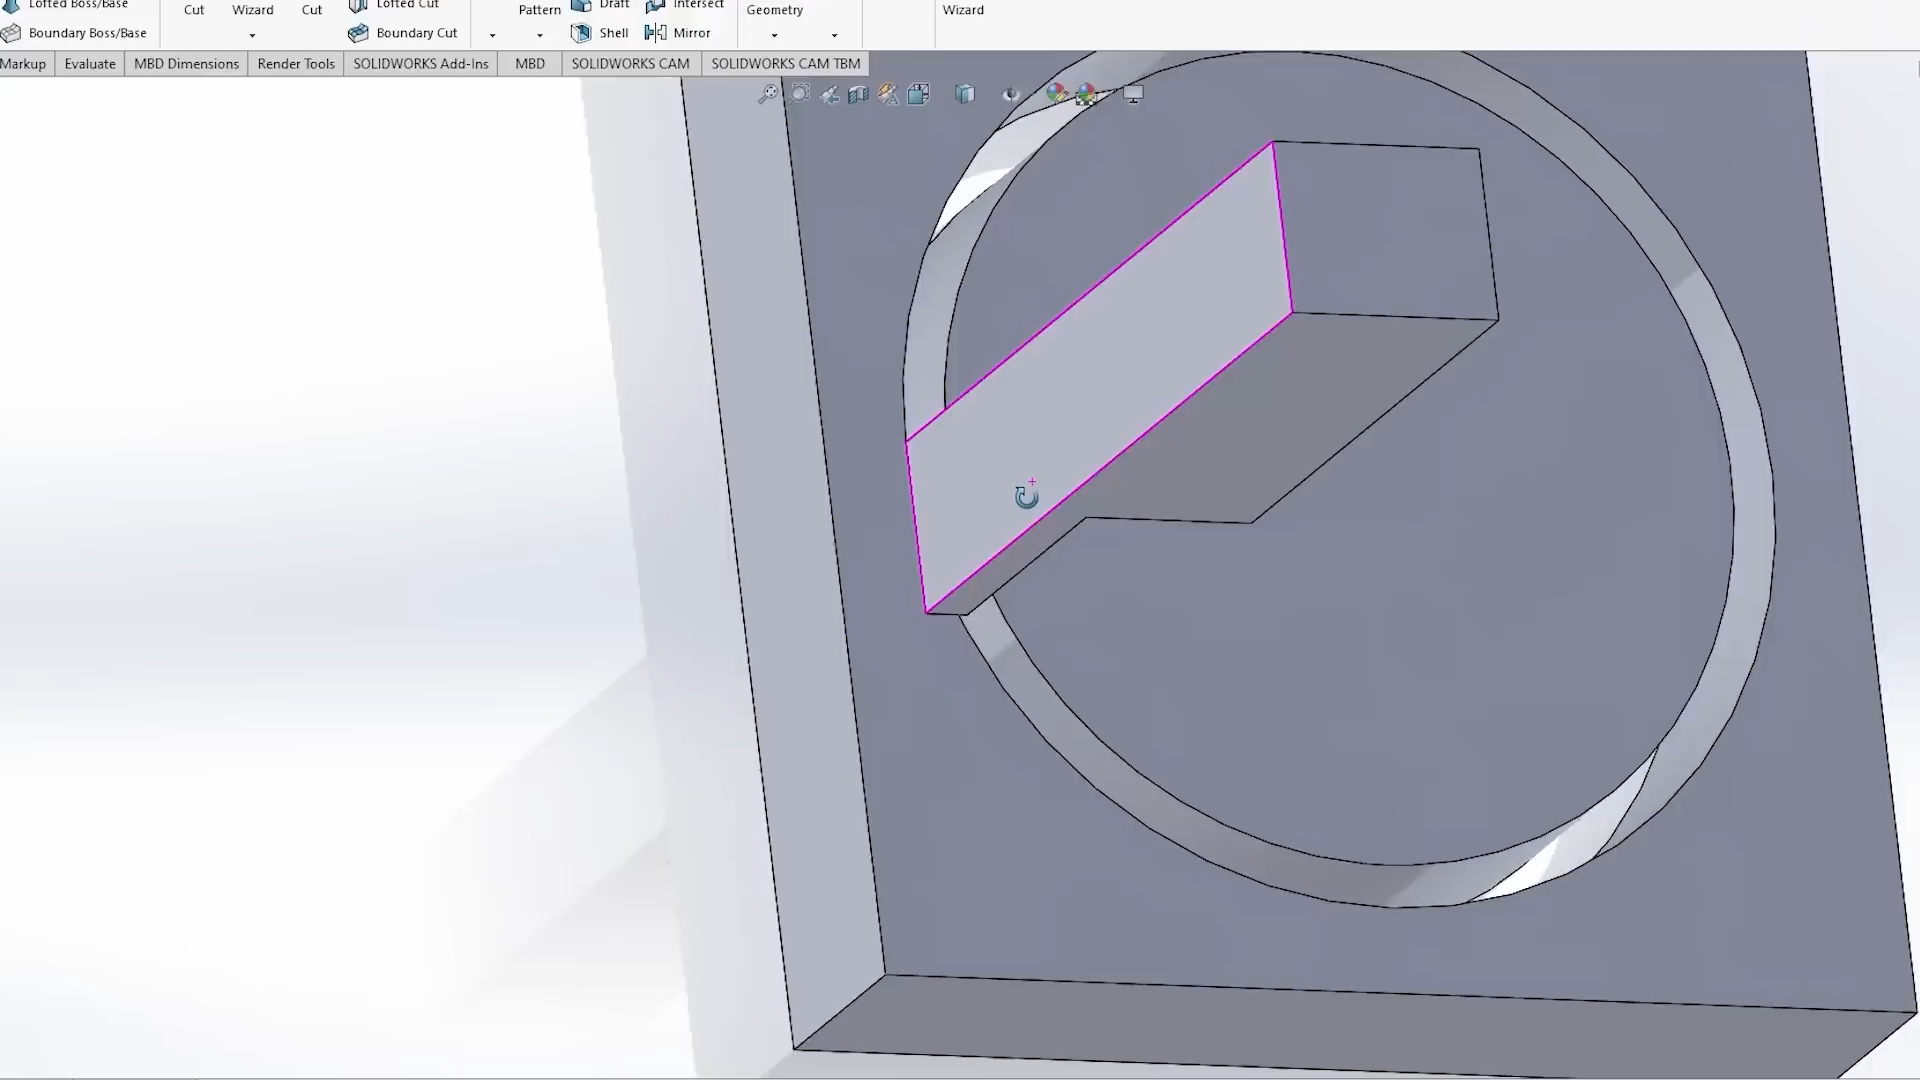 Lofted Boss/Base
Cut Wizard Cut Lofted Cut Pattern Draft Intersect Geometry Wizard
Boundary Boss/Base Boundary Cut Shell Mirror
Markup Evaluate MBD Dimensions Render Tools SOLIDWORKS Add-Ins MBD SOLIDWORKS CAM SOLIDWORKS CAM TBM